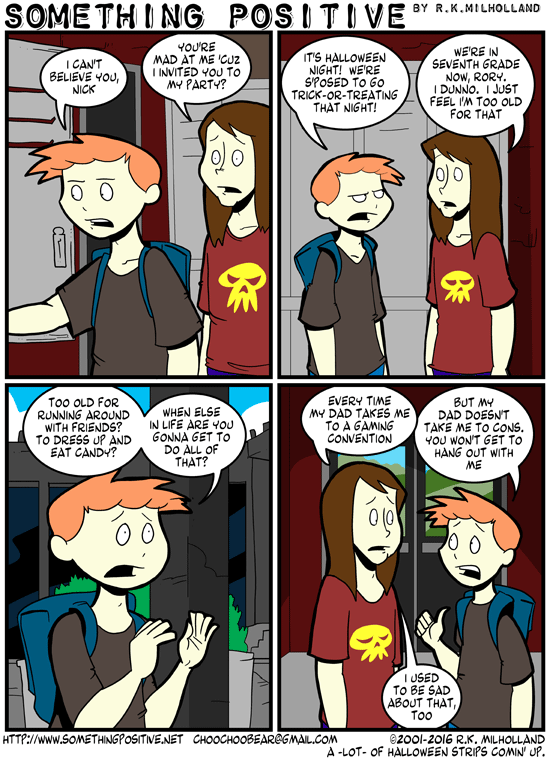 SOMETHING POSITIVE BY R.K.MILHOLLAND
I CAN'T
BELIEVE YOU,
NICK
YOU'RE
MAD AT ME 'CUZ
I INVITED YOU TO
MY PARTY?
IT'S HALLOWEEN
NIGHT! WE'RE
S'POSED TO GO
TRICK-OR-TREATING
THAT NIGHT!
WE'RE IN
SEVENTH GRADE
NOW, RORY.
I DUNNO. I JUST
FEEL I'M TOO OLD
FOR THAT
TOO OLD FOR
RUNNING AROUND
WITH FRIENDS?
TO DRESS UP AND
EAT CANDY?
WHEN ELSE
IN LIFE ARE YOU
GONNA GET TO
DO ALL OF
THAT?
EVERY TIME
MY DAD TAKES ME
TO A GAMING
CONVENTION
BUT MY
DAD DOESN'T
TAKE ME TO CONS.
YOU WON'T GET TO
HANG OUT WITH
ME
I USED
TO BE SAD
ABOUT THAT,
TOO
HTTP://WWW.SOMETHINGPOSITIVE.NET CHOOCHOOBEAR@GMAIL.COM ©2001-2016 R.K. MILHOLLAND
A -LOT- OF HALLOWEEN STRIPS COMIN' UP.